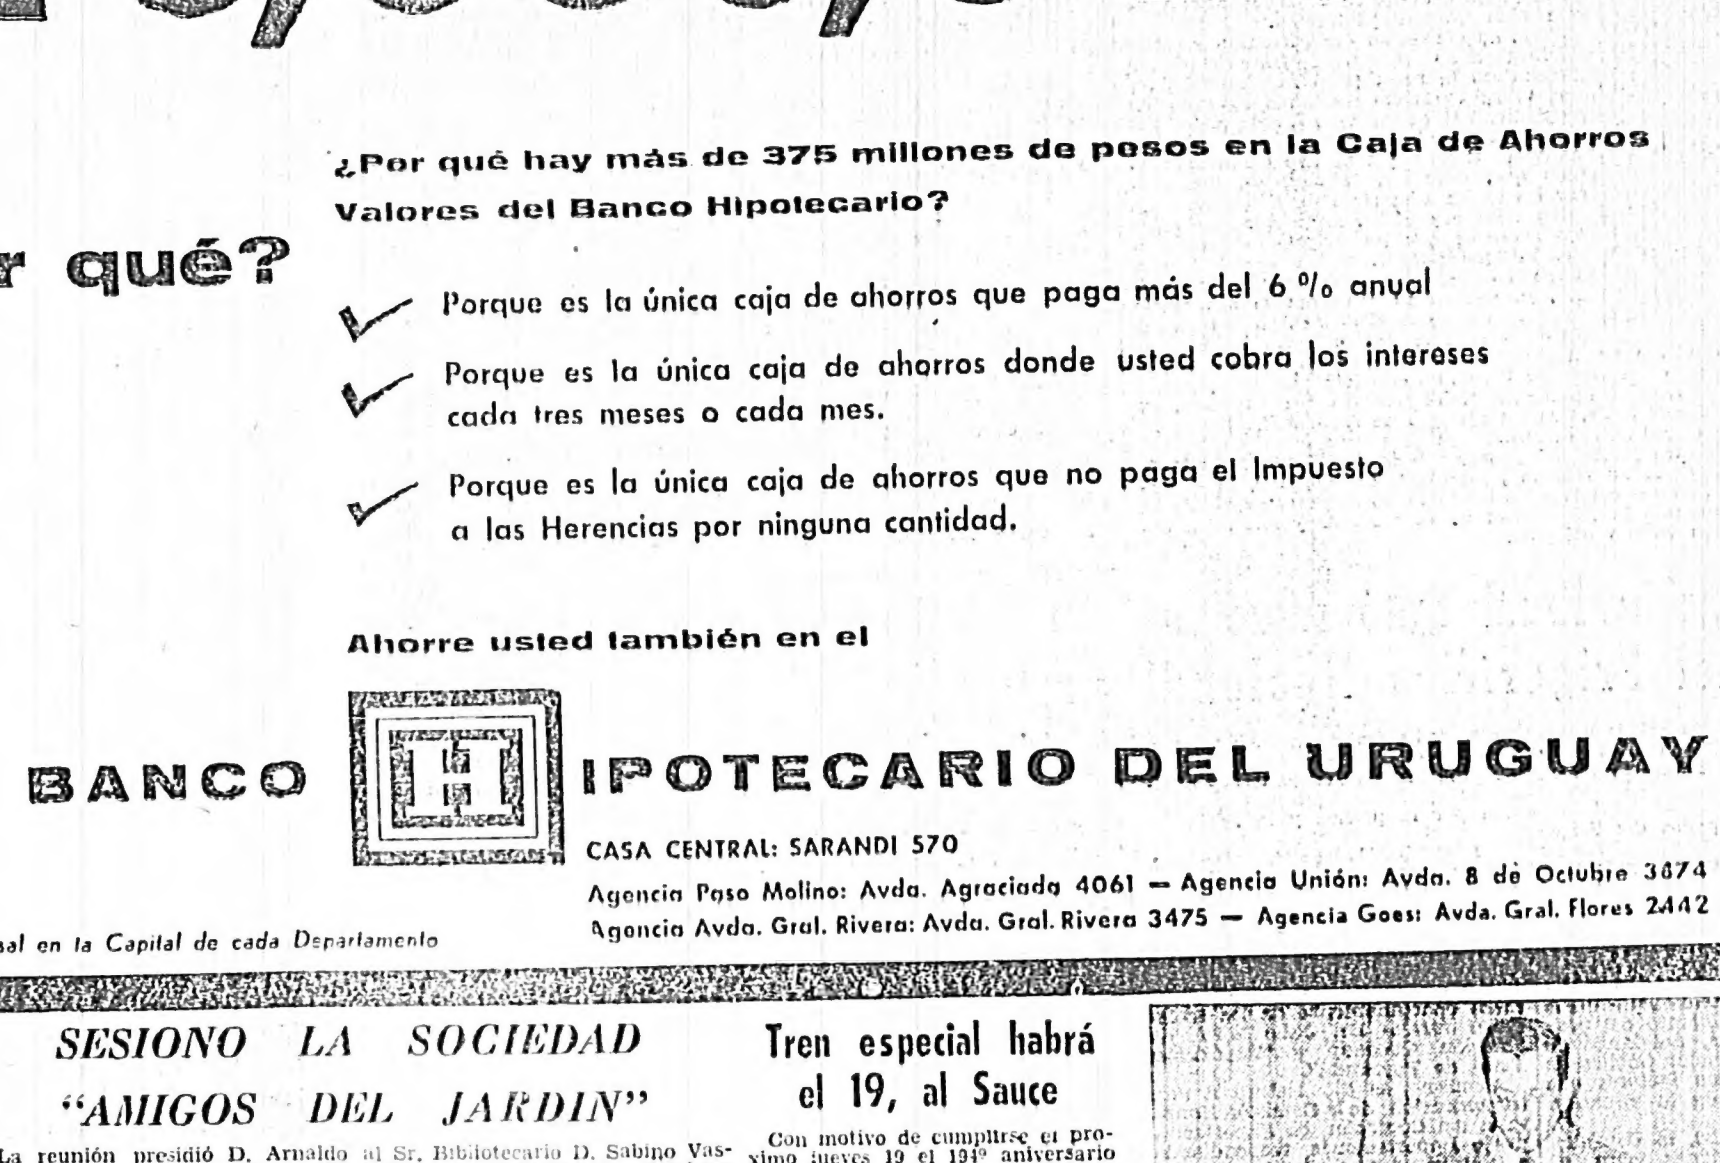 ¿Por qué hay más de 375 millones de pesos en la Caja de Ahorros
Valores del Banco Hipotecario?
r qué?
Porque es la única caja de ahorros que paga más del 6 % anual
Porque es la única caja de ahorros donde usted cobra los intereses
cada tres meses o cada mes.
Porque es la única caja de ahorros que no paga el Impuesto
a las Herencias por ninguna cantidad.
Ahorre usted también en el
BANCO HIPOTECARIO DEL URUGUAY
CASA CENTRAL: SARANDI 570
Agencia Paso Molino: Avda. Agraciada 4061 — Agencia Unión: Avda. 8 de Octubre
Agencia Avda. Gral. Rivera: Avda. Gral. Rivera 3475 — Agencia Goes: Avda. Gral. Flores 2442
sal en la Capital de cada Departamento
SESIONO LA SOCIEDAD
“AMIGOS DEL JARDIN”
La reunión presidió D. Arnaldo al Sr. Bibliotecario D. Sabino Vas-
Tren especial habrá
el 19, al Sauce
Con motivo de cumplirse el pro-
ximo jueves 19 el 194º aniversario